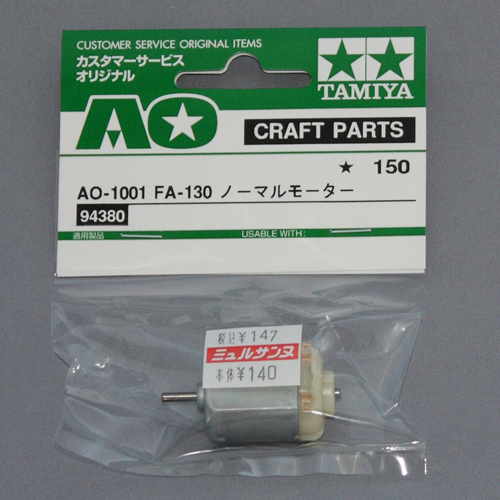 CUSTOMER SERVICE ORIGINAL ITEMS
カスタマーサービス
オリジナル
AO★
TAMIYA
CRAFT PARTS
★ 150
AO-1001 FA-130 ノーマルモーター
94380
適用製品
USABLE WITH:
税込¥147
ミュルサンヌ
本体¥140